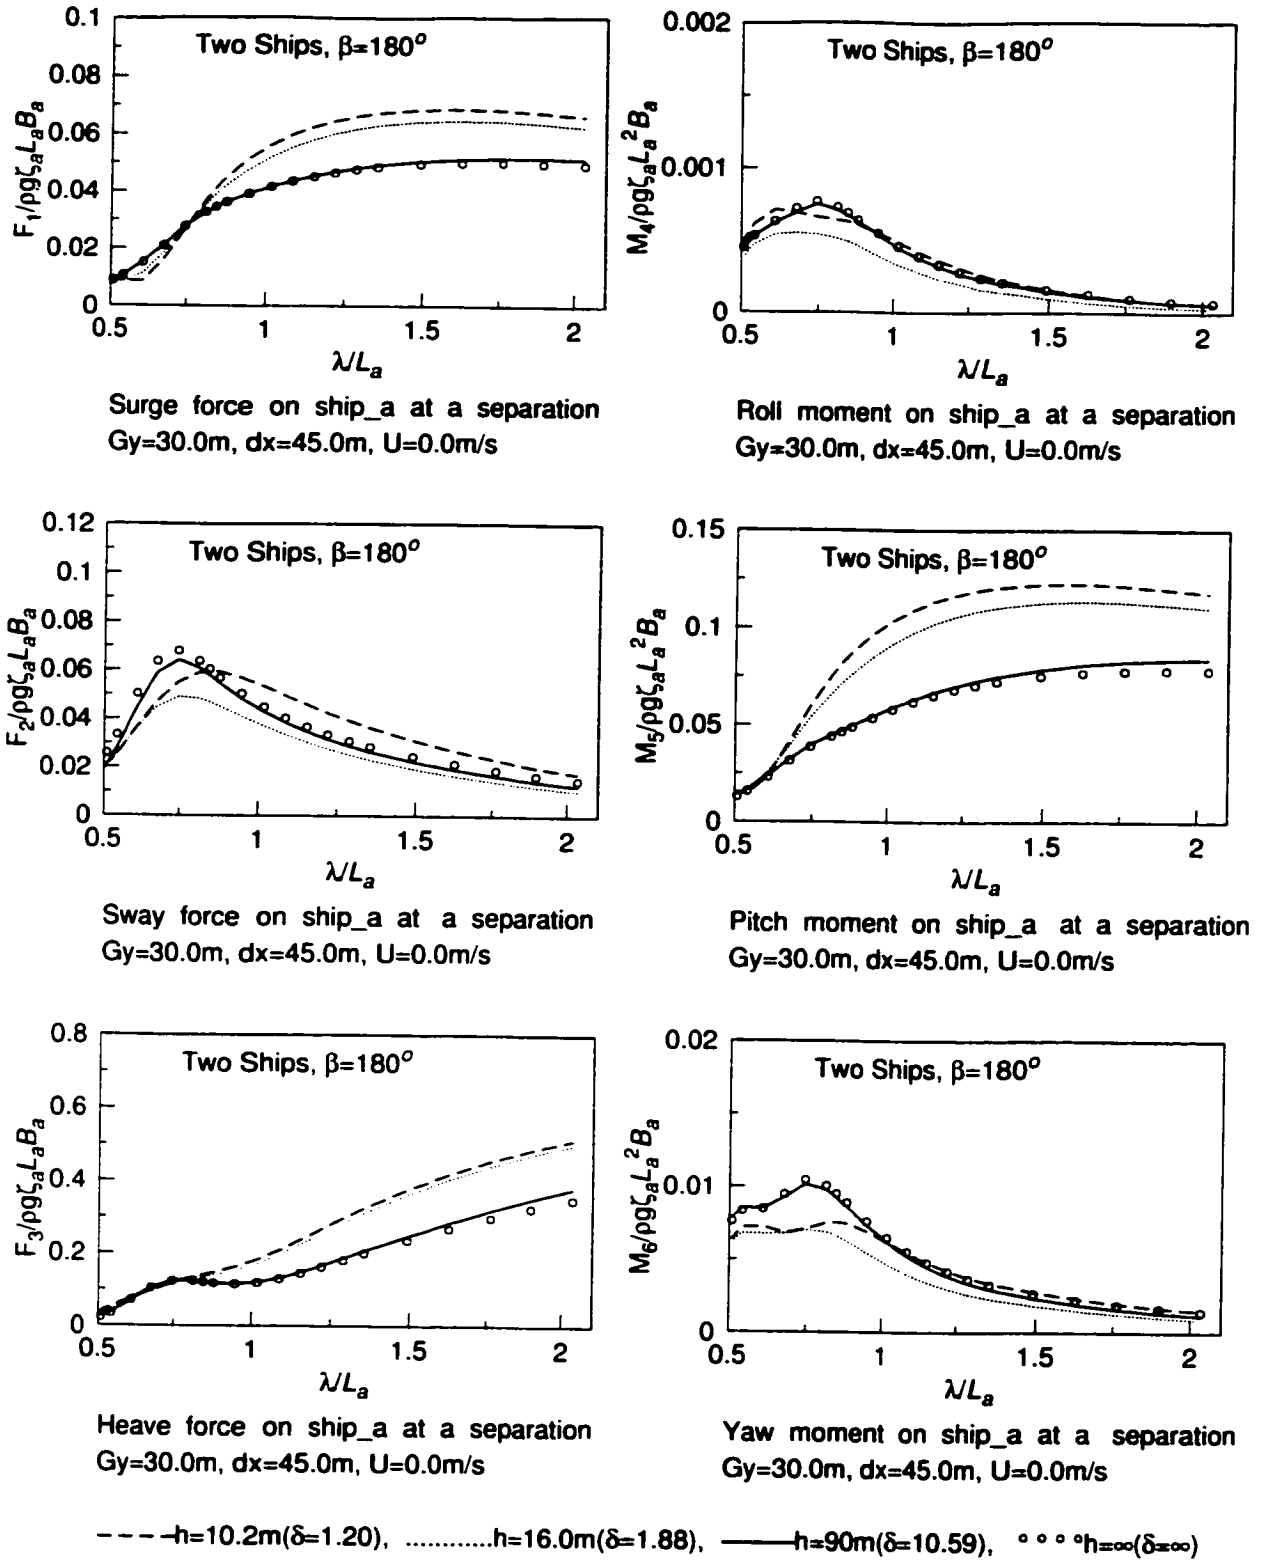 0.1
0.08
0.06
0.04
0.02
0
F₁/ρgζₐLₐBₐ
Two Ships, β=180°
0.5 1 1.5 2
λ/Lₐ
Surge force on ship_a at a separation
Gy=30.0m, dx=45.0m, U=0.0m/s
0.002
0.001
0
M₄/ρgζₐLₐ²Bₐ
Two Ships, β=180°
0.5 1 1.5 2
λ/Lₐ
Roll moment on ship_a at a separation
Gy=30.0m, dx=45.0m, U=0.0m/s
0.12
0.1
0.08
0.06
0.04
0.02
0
F₂/ρgζₐLₐBₐ
Two Ships, β=180°
0.5 1 1.5 2
λ/Lₐ
Sway force on ship_a at a separation
Gy=30.0m, dx=45.0m, U=0.0m/s
0.15
0.1
0.05
0
M₅/ρgζₐLₐ²Bₐ
Two Ships, β=180°
0.5 1 1.5 2
λ/Lₐ
Pitch moment on ship_a at a separation
Gy=30.0m, dx=45.0m, U=0.0m/s
0.8
0.6
0.4
0.2
0
F₃/ρgζₐLₐBₐ
Two Ships, β=180°
0.5 1 1.5 2
λ/Lₐ
Heave force on ship_a at a separation
Gy=30.0m, dx=45.0m, U=0.0m/s
0.02
0.01
0
M₆/ρgζₐLₐ²Bₐ
Two Ships, β=180°
0.5 1 1.5 2
λ/Lₐ
Yaw moment on ship_a at a separation
Gy=30.0m, dx=45.0m, U=0.0m/s
h=10.2m(δ=1.20), h=16.0m(δ=1.88), h=90m(δ=10.59), h=∞(δ=∞)